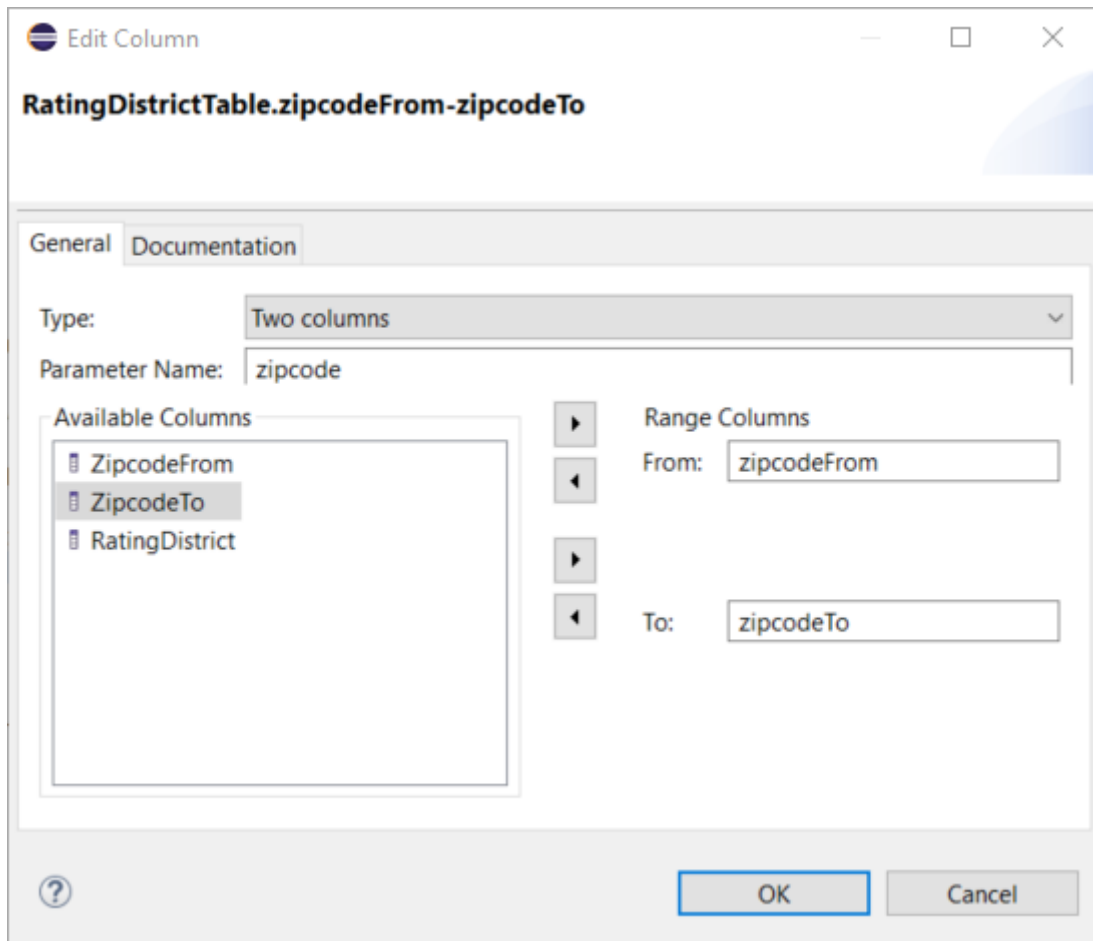 Edit Column
RatingDistrictTable.zipcodeFrom-zipcodeTo
General Documentation
Type: Two columns
Parameter Name: zipcode
Available Columns
ZipcodeFrom
ZipcodeTo
RatingDistrict
Range Columns
From: zipcodeFrom
To: zipcodeTo
?
OK Cancel